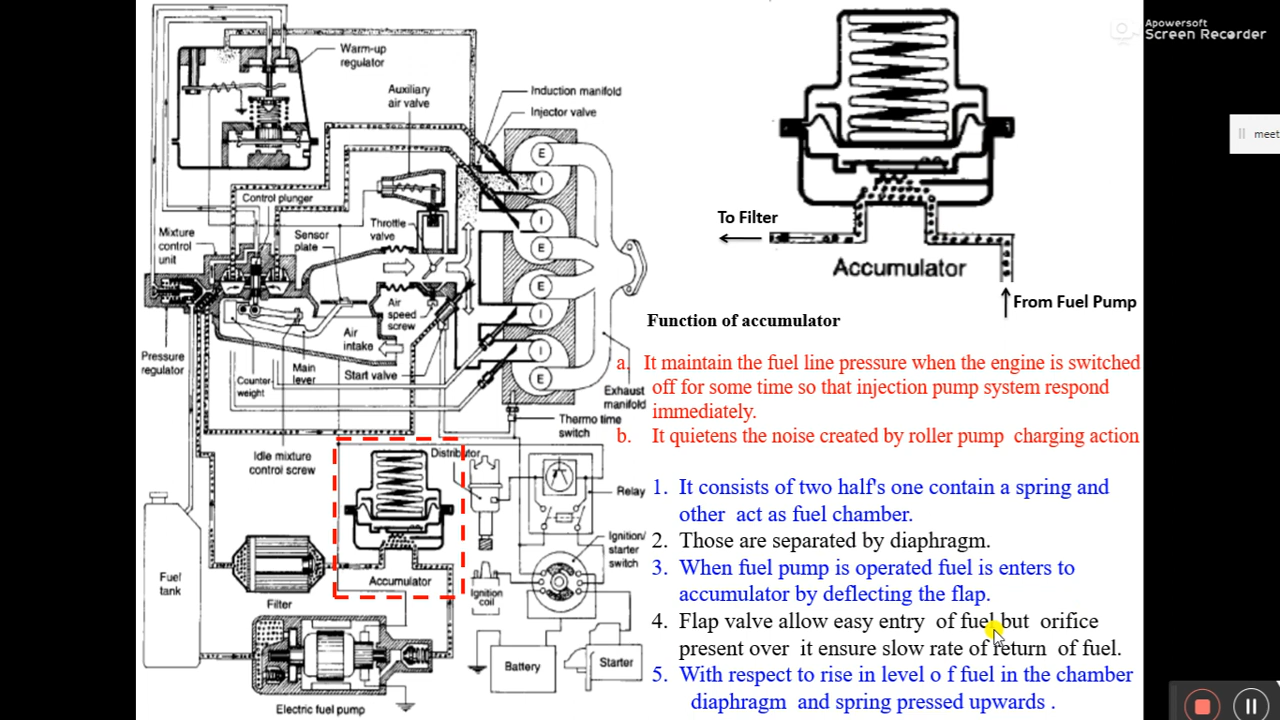 Apowersoft
Screen Recorder
meet
Warm-up
regulator
Auxiliary
air valve
Induction manifold
Injector valve
E
I
I
E
E
I
I
E
Control plunger
Mixture
control
unit
Sensor
plate
Throttle
valve
Air
speed
screw
Air
intake
Pressure
regulator
Counter-
weight
Main
lever
Start valve
Exhaust
manifold
Thermo time
switch
Idle mixture
control screw
Distributor
Relay
Ignition/
starter
switch
Ignition
coil
Fuel
tank
Filter
Accumulator
Battery
Starter
Electric fuel pump
To Filter
Accumulator
From Fuel Pump
Function of accumulator
a. It maintain the fuel line pressure when the engine is switched
off for some time so that injection pump system respond
immediately.
b. It quietens the noise created by roller pump charging action
1. It consists of two half's one contain a spring and
other act as fuel chamber.
2. Those are separated by diaphragm.
3. When fuel pump is operated fuel is enters to
accumulator by deflecting the flap.
4. Flap valve allow easy entry of fuel but orifice
present over it ensure slow rate of return of fuel.
5. With respect to rise in level o f fuel in the chamber
diaphragm and spring pressed upwards .